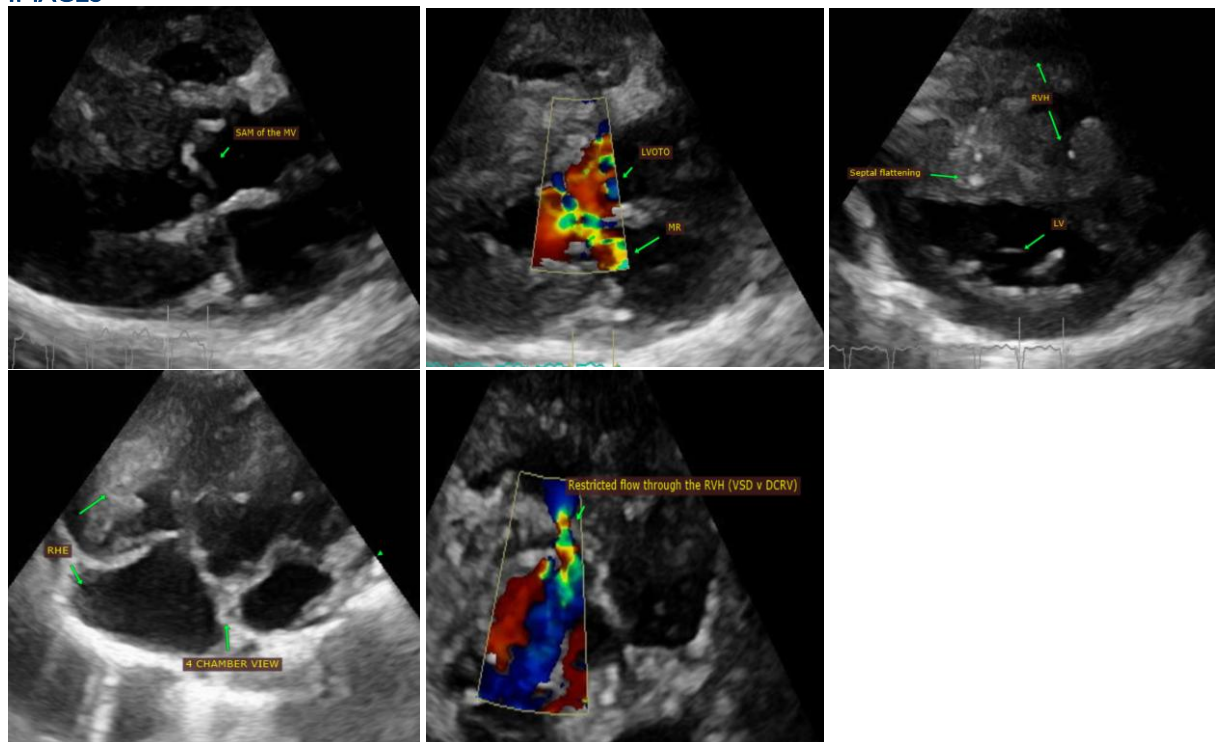 IMAGES
SAM of the MV
LVOTO
MR
RVH
Septal flattening
LV
RHE
4 CHAMBER VIEW
Restricted flow through the RVH (VSD v DCRV)